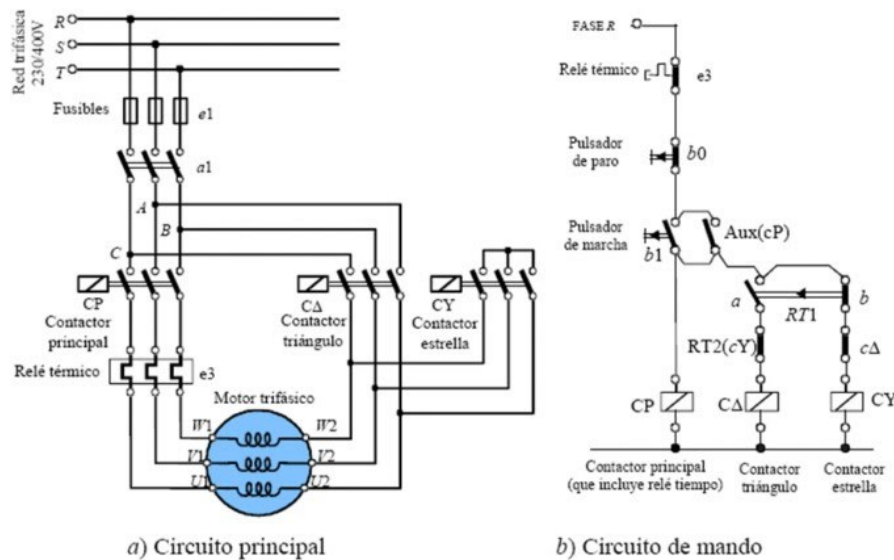 Red trifásica
230/400V
R
S
T
Fusibles
e1
a1
A
B
C
CP
Contactor
principal
CΔ
Contactor
triángulo
CY
Contactor
estrella
Relé térmico
e3
Motor trifásico
W1
W2
V1
V2
U1
U2
a) Circuito principal
FASE R
Relé térmico
e3
Pulsador
de paro
b0
Pulsador
de marcha
b1
Aux(cP)
a
RT1
b
RT2(cY)
cΔ
CP
CΔ
CY
Contactor principal
(que incluye relé tiempo)
Contactor
triángulo
Contactor
estrella
b) Circuito de mando